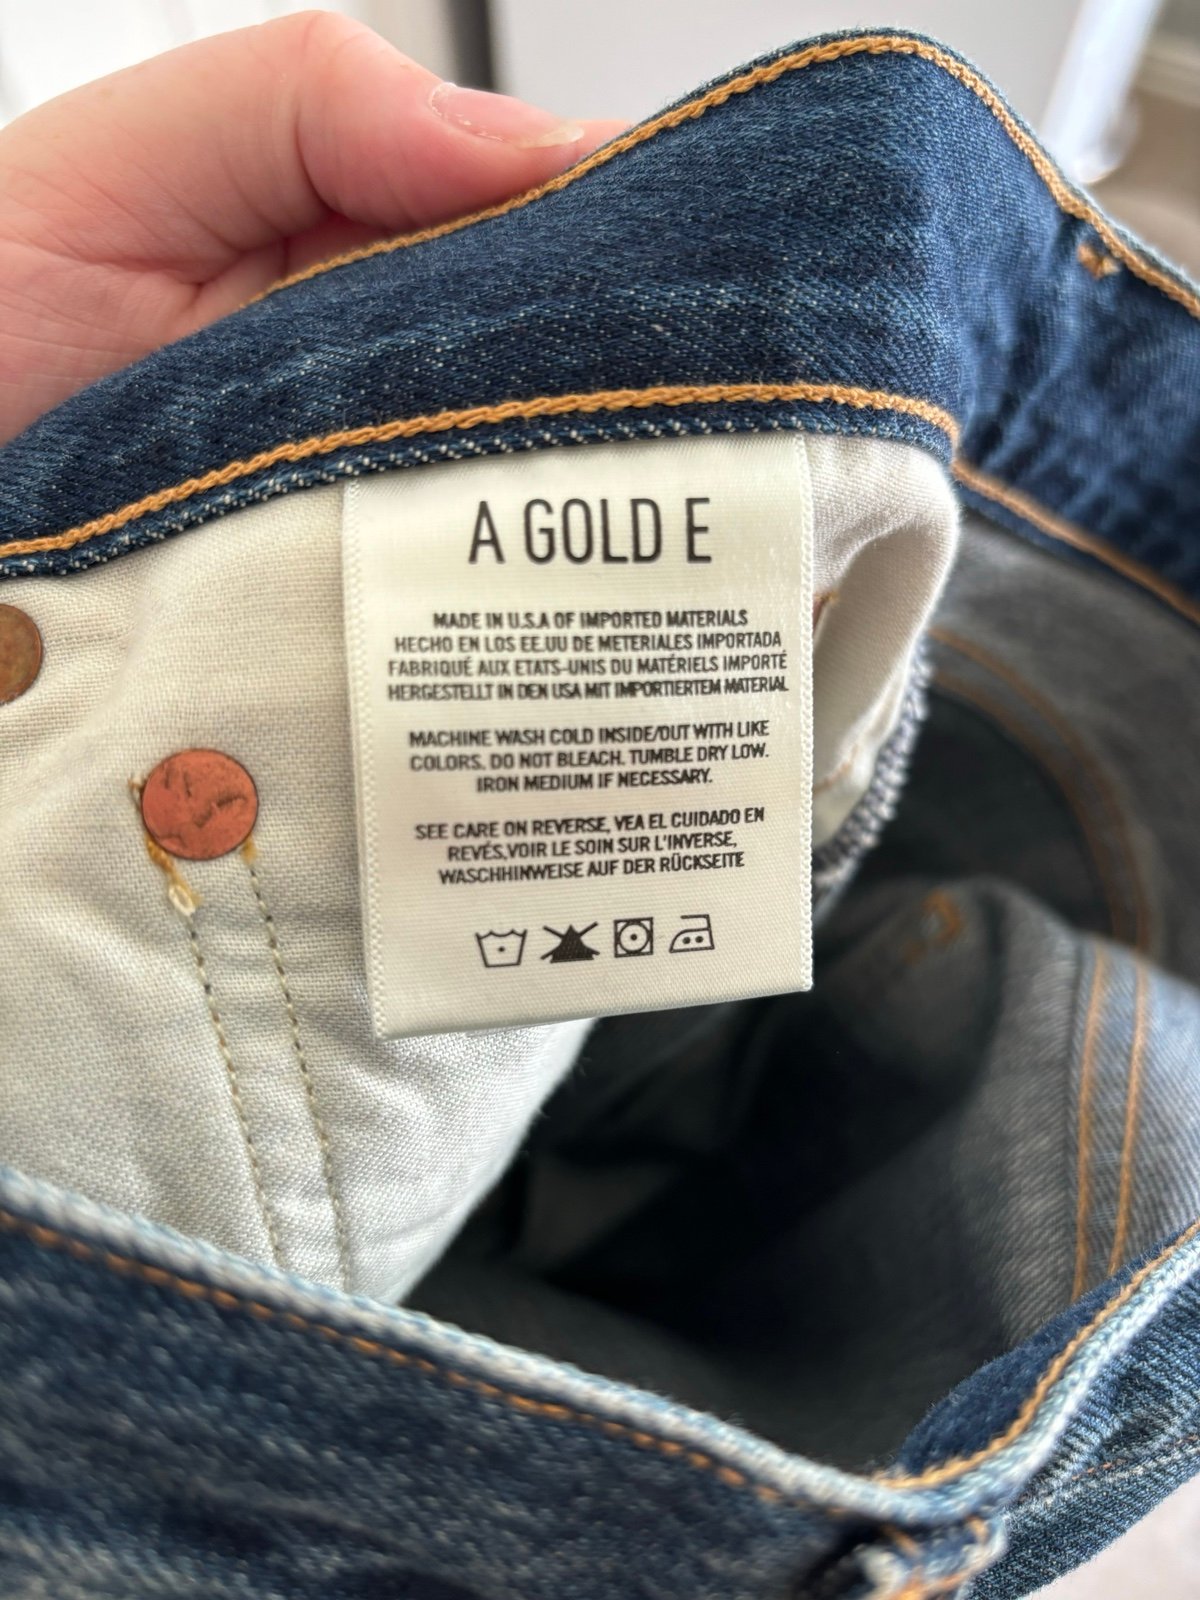 A GOLD E
MADE IN U.S.A OF IMPORTED MATERIALS
HECHO EN LOS EE.UU DE METERIALES IMPORTADA
FABRIQUÉ AUX ETATS-UNIS DU MATÉRIELS IMPORTÉ
HERGESTELLT IN DEN USA MIT IMPORTIERTEM MATERIAL
MACHINE WASH COLD INSIDE/OUT WITH LIKE
COLORS. DO NOT BLEACH. TUMBLE DRY LOW.
IRON MEDIUM IF NECESSARY.
SEE CARE ON REVERSE, VEA EL CUIDADO EN
REVÉS,VOIR LE SOIN SUR L'INVERSE,
WASCHHINWEISE AUF DER RÜCKSEITE